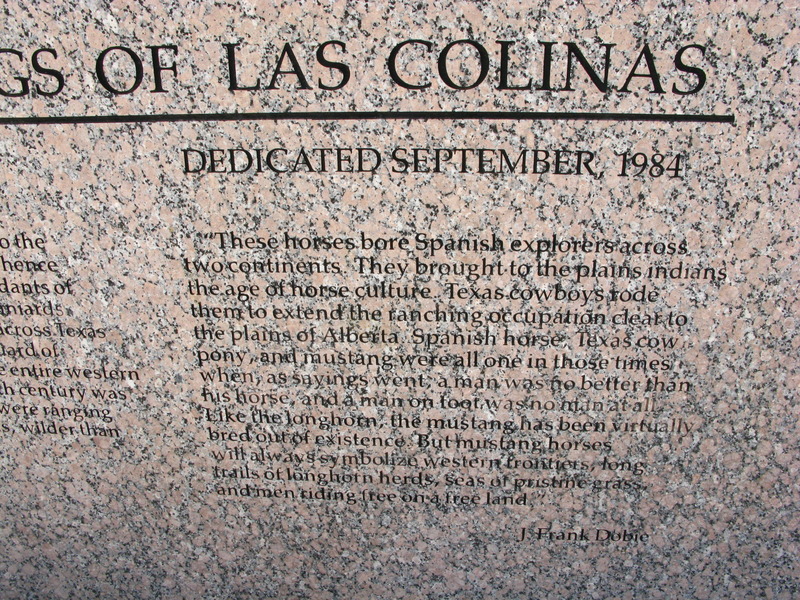 GS OF LAS COLINAS
DEDICATED SEPTEMBER, 1984
o the
hence
dants of
niards
across Texas
uard of
e entire western
h century was
were ranging
s, wilder than
"These horses bore Spanish explorers across
two continents. They brought to the plains indians
the age of horse culture. Texas cowboys rode
them to extend the ranching occupation clear to
the plains of Alberta. Spanish horse, Texas cow
pony, and mustang were all one in those times
when, as sayings went, a man was no better than
his horse, and a man on foot was no man at all.
Like the longhorn, the mustang has been virtually
bred out of existence. But mustang horses
will always symbolize western frontiers, long
trails of longhorn herds, seas of pristine grass,
and men riding free on a free land."
J. Frank Dobie